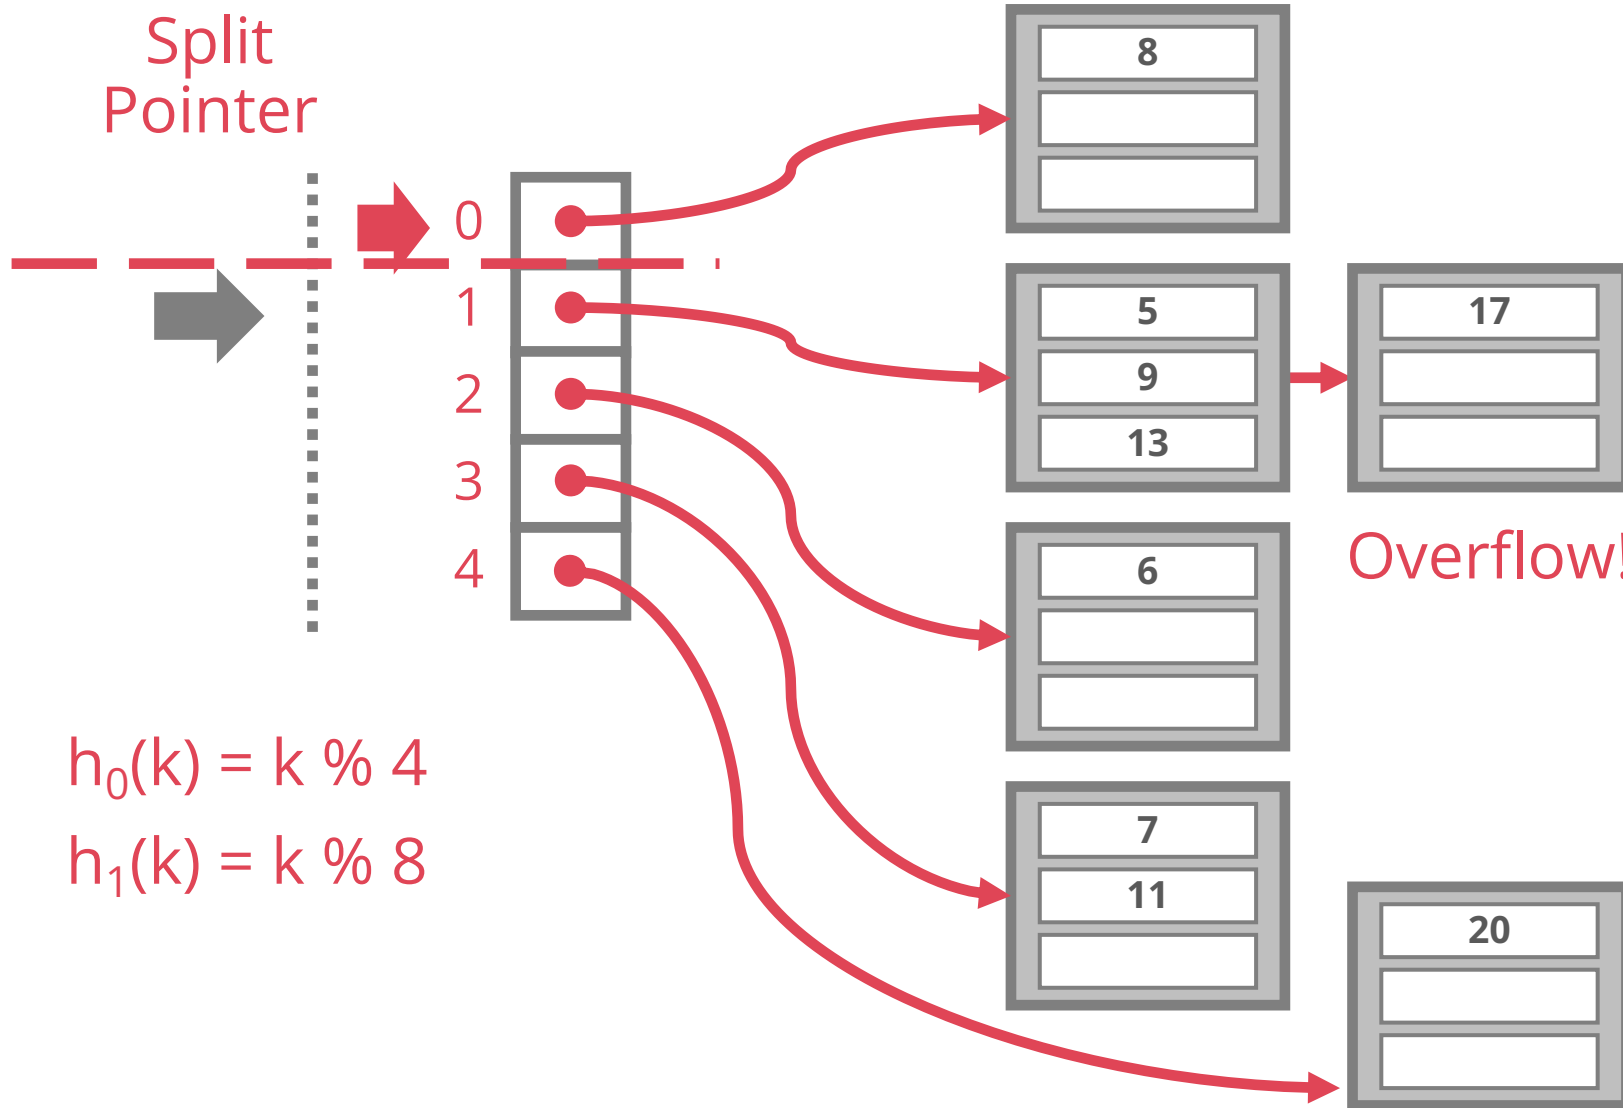 Split
Pointer
0
1
2
3
4
8
5
9
13
17
Overflow!
6
7
11
20
h₀(k) = k % 4
h₁(k) = k % 8